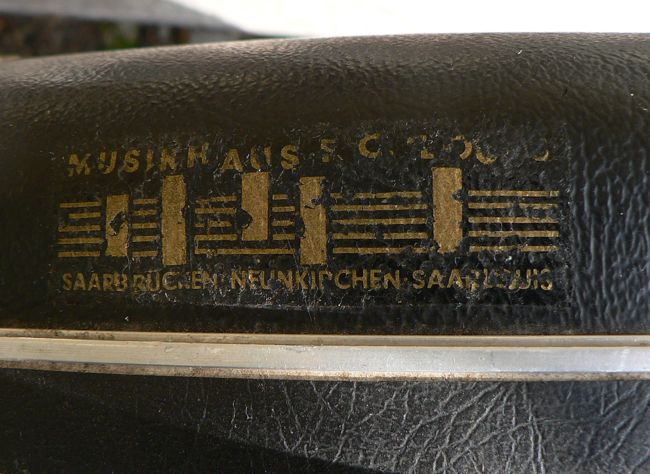 MUSIKHAUS
SAARBRÜCKEN · NEUNKIRCHEN · SAARLOUIS